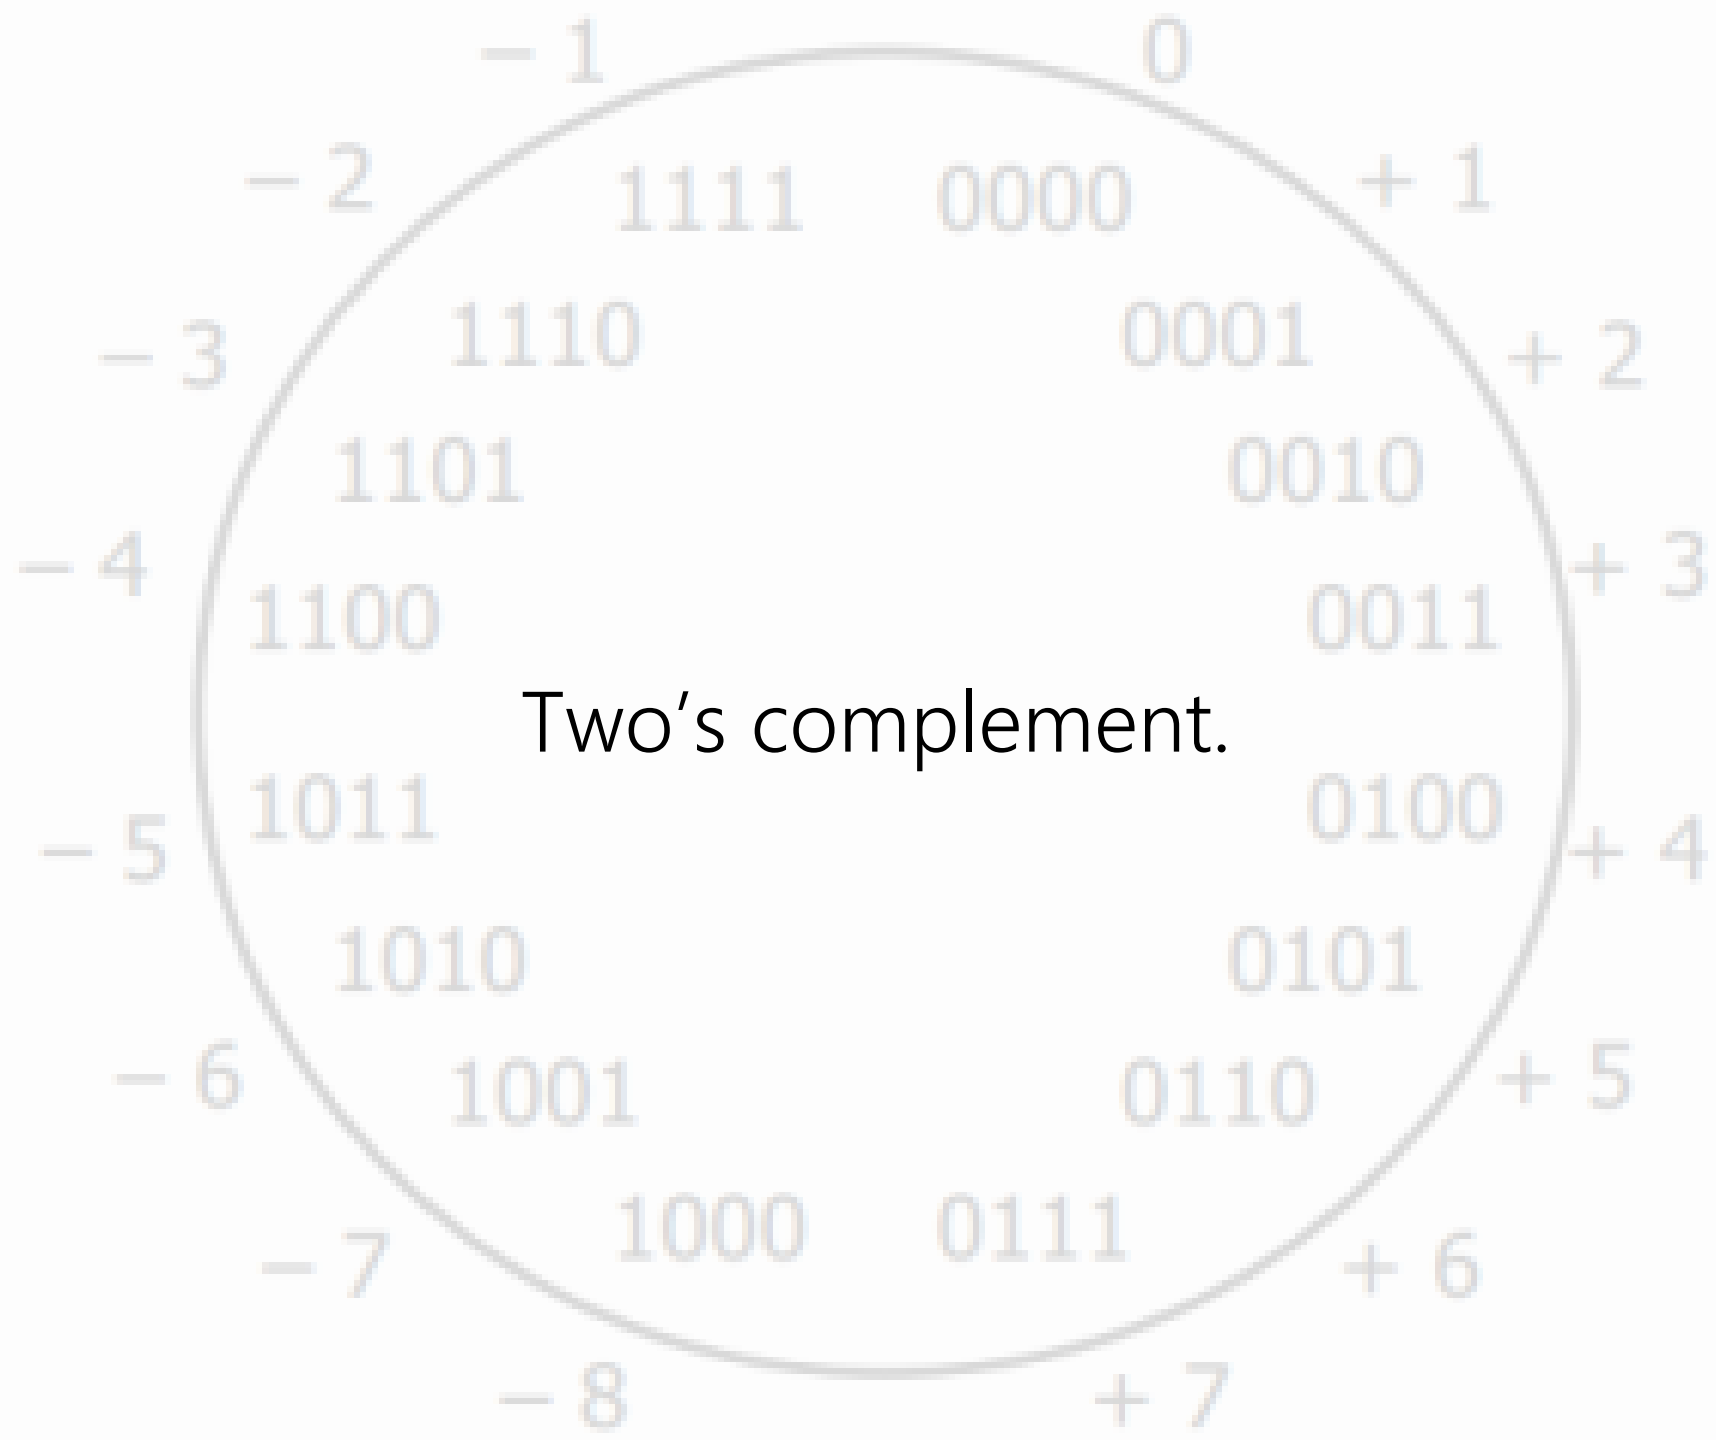 − 1 0
− 2 1111 0000 + 1
1110 0001
− 3 + 2
1101 0010
− 4 + 3
1100 0011
Two’s complement.
1011 0100
− 5 + 4
1010 0101
− 6 1001 0110 + 5
1000 0111
− 7 + 6
− 8 + 7